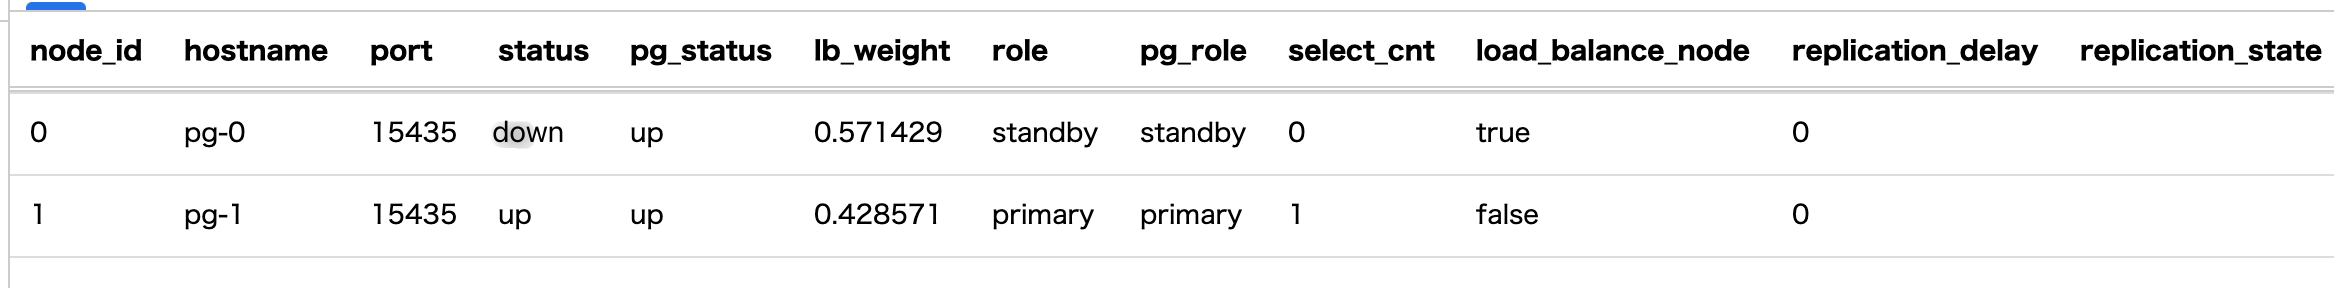 node_id hostname port status pg_status lb_weight role pg_role select_cnt load_balance_node replication_delay replication_state
0 pg-0 15435 down up 0.571429 standby standby 0 true 0
1 pg-1 15435 up up 0.428571 primary primary 1 false 0